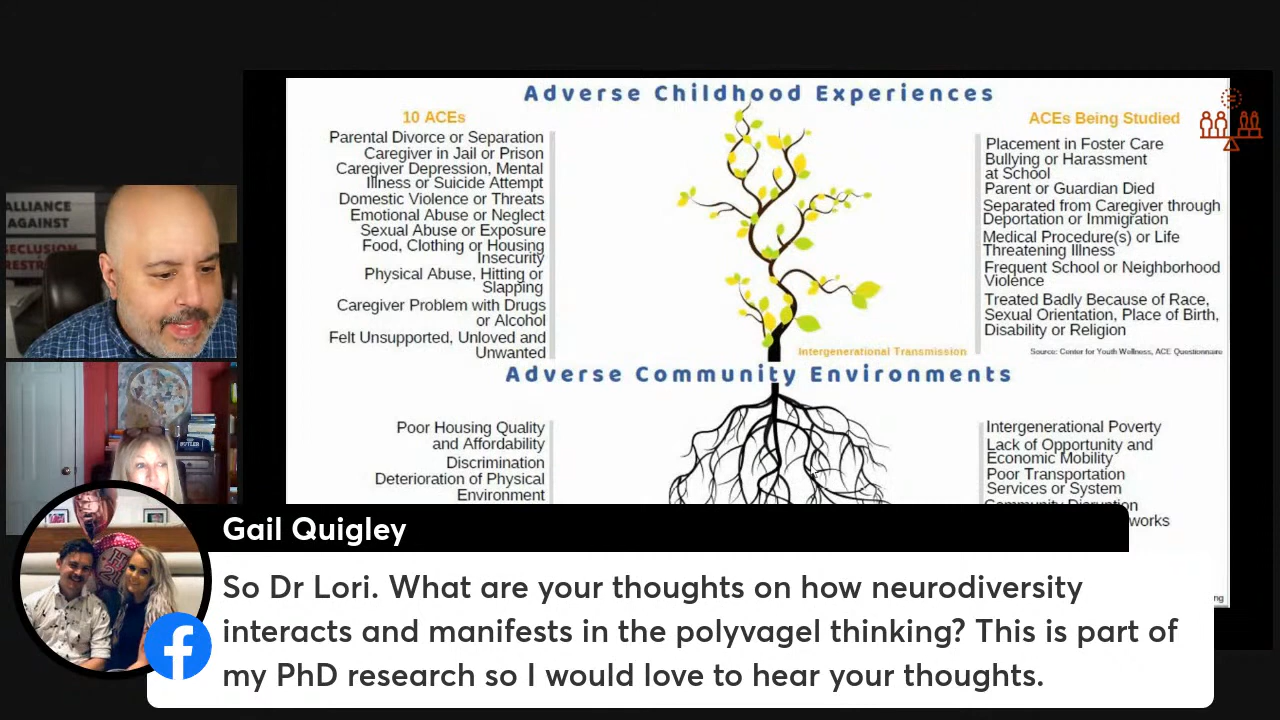 Adverse Childhood Experiences
10 ACEs
Parental Divorce or Separation
Caregiver in Jail or Prison
Caregiver Depression, Mental
Illness or Suicide Attempt
Domestic Violence or Threats
Emotional Abuse or Neglect
Sexual Abuse or Exposure
Food, Clothing or Housing
Insecurity
Physical Abuse, Hitting or
Slapping
Caregiver Problem with Drugs
or Alcohol
Felt Unsupported, Unloved and
Unwanted
ACEs Being Studied
Placement in Foster Care
Bullying or Harassment
at School
Parent or Guardian Died
Separated from Caregiver through
Deportation or Immigration
Medical Procedure(s) or Life
Threatening Illness
Frequent School or Neighborhood
Violence
Treated Badly Because of Race,
Sexual Orientation, Place of Birth,
Disability or Religion
Intergenerational Transmission
Source: Center for Youth Wellness, ACE Questionnaire
Adverse Community Environments
Poor Housing Quality
and Affordability
Discrimination
Deterioration of Physical
Environment
Intergenerational Poverty
Lack of Opportunity and
Economic Mobility
Poor Transportation
Services or System
Community Disruption
works
ALLIANCE
AGAINST
SECLUSION
RESTR
BUTLER
Gail Quigley
So Dr Lori. What are your thoughts on how neurodiversity
interacts and manifests in the polyvagel thinking? This is part of
my PhD research so I would love to hear your thoughts.